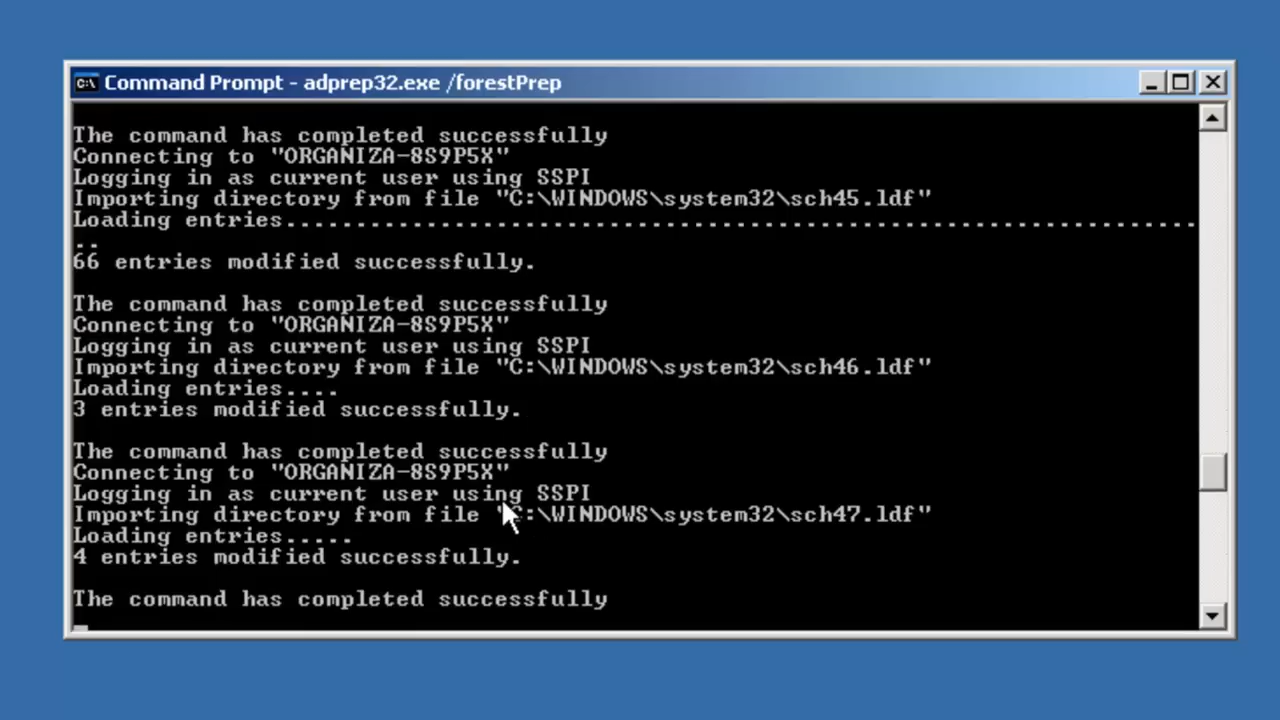 Command Prompt - adprep32.exe /forestPrep
The command has completed successfully
Connecting to "ORGANIZA-8S9P5X"
Logging in as current user using SSPI
Importing directory from file "C:\WINDOWS\system32\sch45.ldf"
Loading entries.................................................................
..
66 entries modified successfully.
The command has completed successfully
Connecting to "ORGANIZA-8S9P5X"
Logging in as current user using SSPI
Importing directory from file "C:\WINDOWS\system32\sch46.ldf"
Loading entries....
3 entries modified successfully.
The command has completed successfully
Connecting to "ORGANIZA-8S9P5X"
Logging in as current user using SSPI
Importing directory from file "C:\WINDOWS\system32\sch47.ldf"
Loading entries.....
4 entries modified successfully.
The command has completed successfully